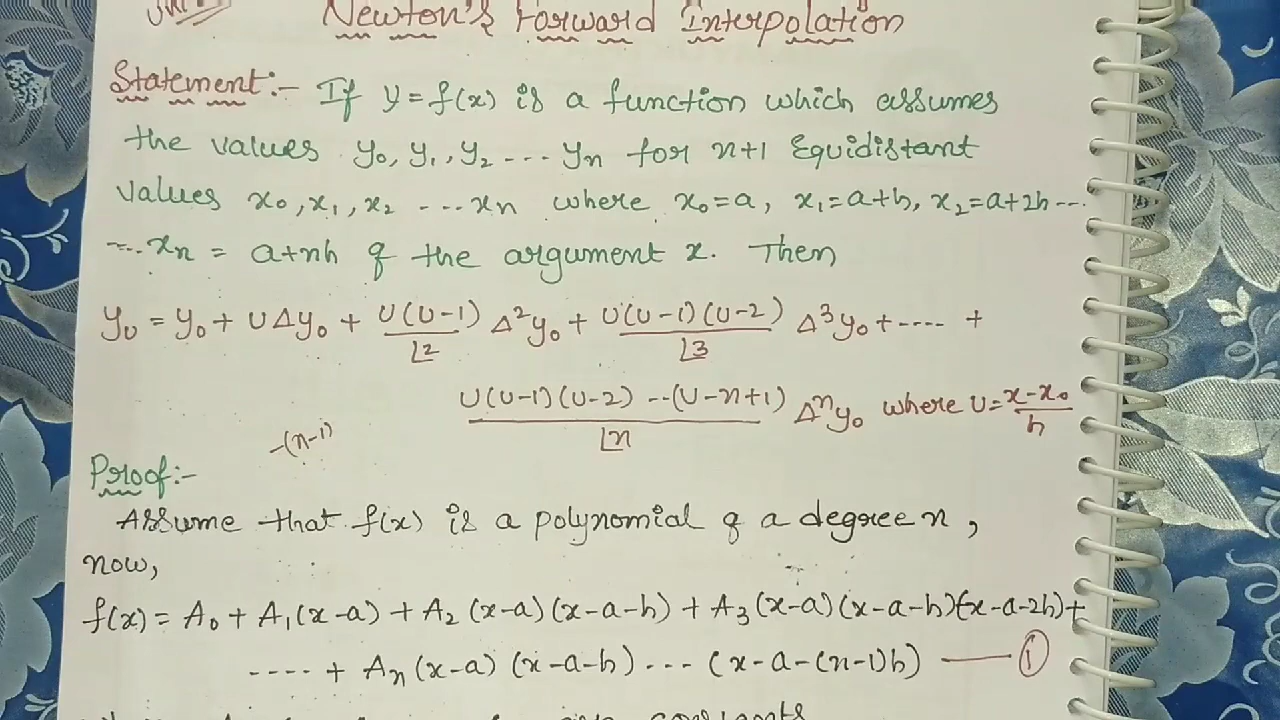 Newton's Forward Interpolation
Statement:- If y=f(x) is a function which assumes
the values y₀, y₁, y₂ --- yₙ for n+1 Equidistant
values x₀, x₁, x₂ ---- xₙ where x₀=a, x₁=a+h, x₂=a+2h---
---xₙ = a+nh of the argument x. Then
yᵤ = y₀ + UΔy₀ + U(U-1)/⌊2 Δ²y₀ + U(U-1)(U-2)/⌊3 Δ³y₀ + ---- +
U(U-1)(U-2)--(U-n+1)/⌊n Δⁿy₀ where U=x-x₀/h
-(n-1)
Proof:-
Assume that f(x) is a polynomial of a degree n,
now,
f(x) = A₀ + A₁(x-a) + A₂(x-a)(x-a-h) + A₃(x-a)(x-a-h)(x-a-2h)+
---- + Aₙ(x-a)(x-a-h)---(x-a-(n-1)h) —— ①
constants